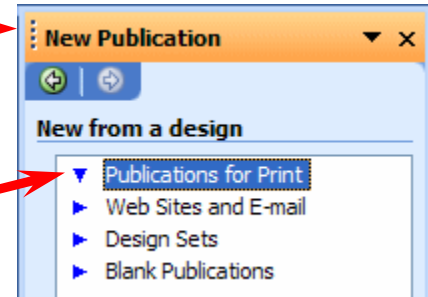 New Publication
New from a design
Publications for Print
Web Sites and E-mail
Design Sets
Blank Publications